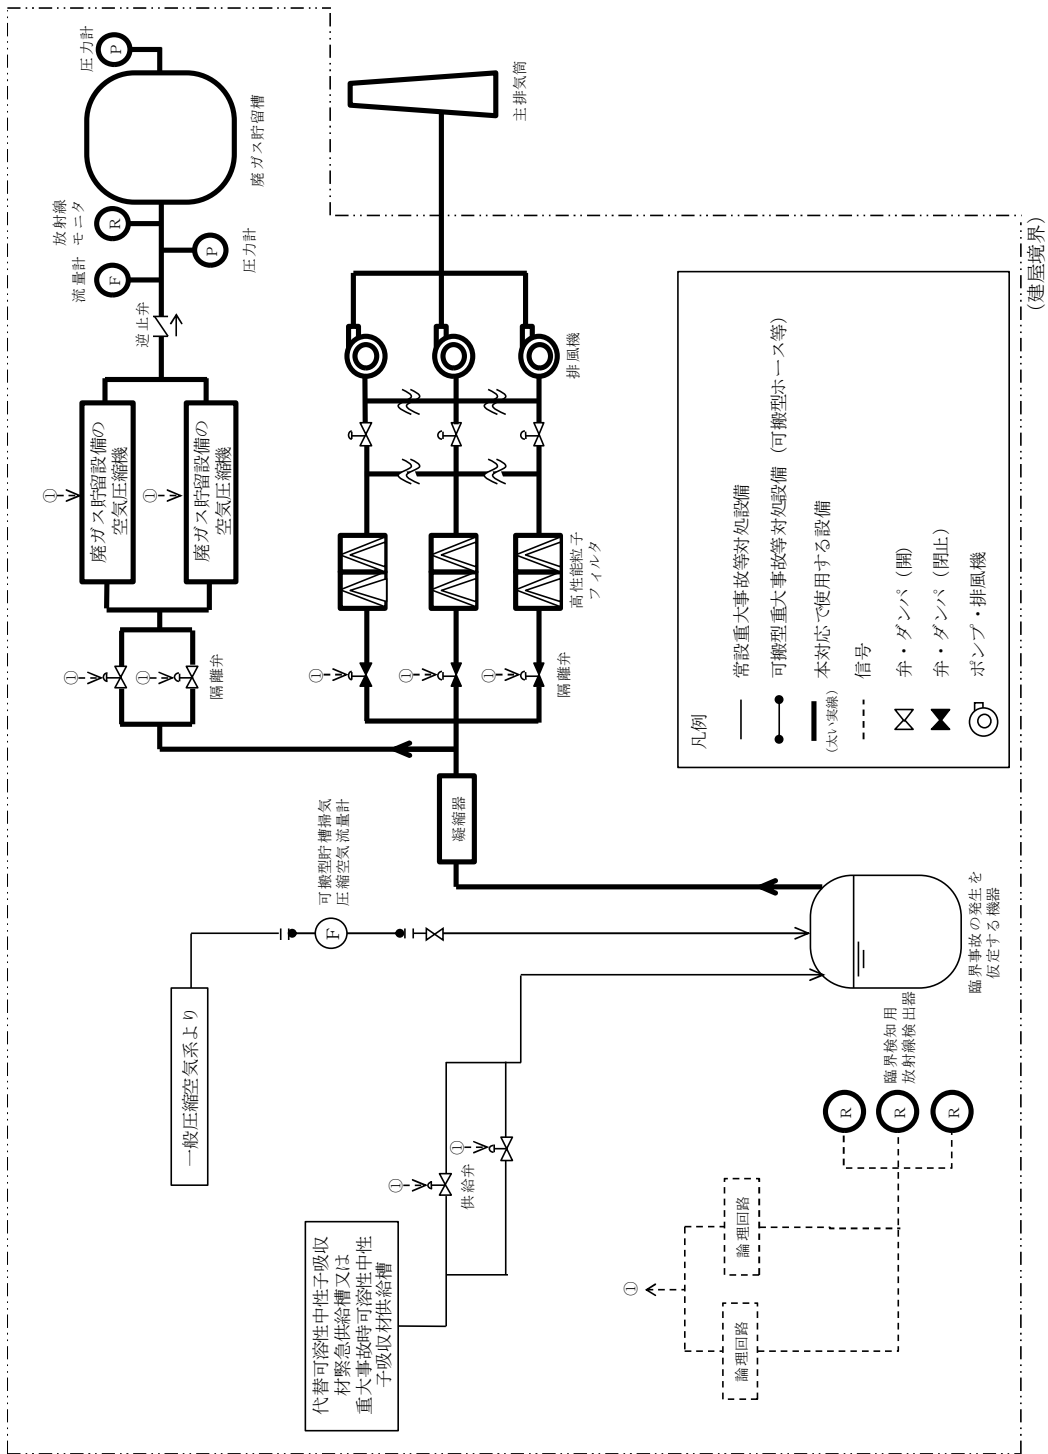 圧力計
P
廃ガス貯留槽
放射線
モニタ
R
流量計
F
P
圧力計
逆止弁
主排気筒
(建屋境界)
①
廃ガス貯留設備の
空気圧縮機
①
廃ガス貯留設備の
空気圧縮機
①
①
隔離弁
排風機
高性能粒子
フィルタ
①
①
①
隔離弁
凝縮器
可搬型貯槽掃気
圧縮空気流量計
F
一般圧縮空気系より
臨界事故の発生を
仮定する機器
臨界検知用
放射線検出器
R
R
R
①
①
供給弁
代替可溶性中性子吸収
材緊急供給槽又は
重大事故時可溶性中性
子吸収材供給槽
①
論理回路
論理回路
凡例
常設重大事故等対処設備
可搬型重大事故等対処設備(可搬型ホース等)
本対応で使用する設備
(太い実線)
信号
弁・ダンパ(開)
弁・ダンパ(閉止)
ポンプ・排風機